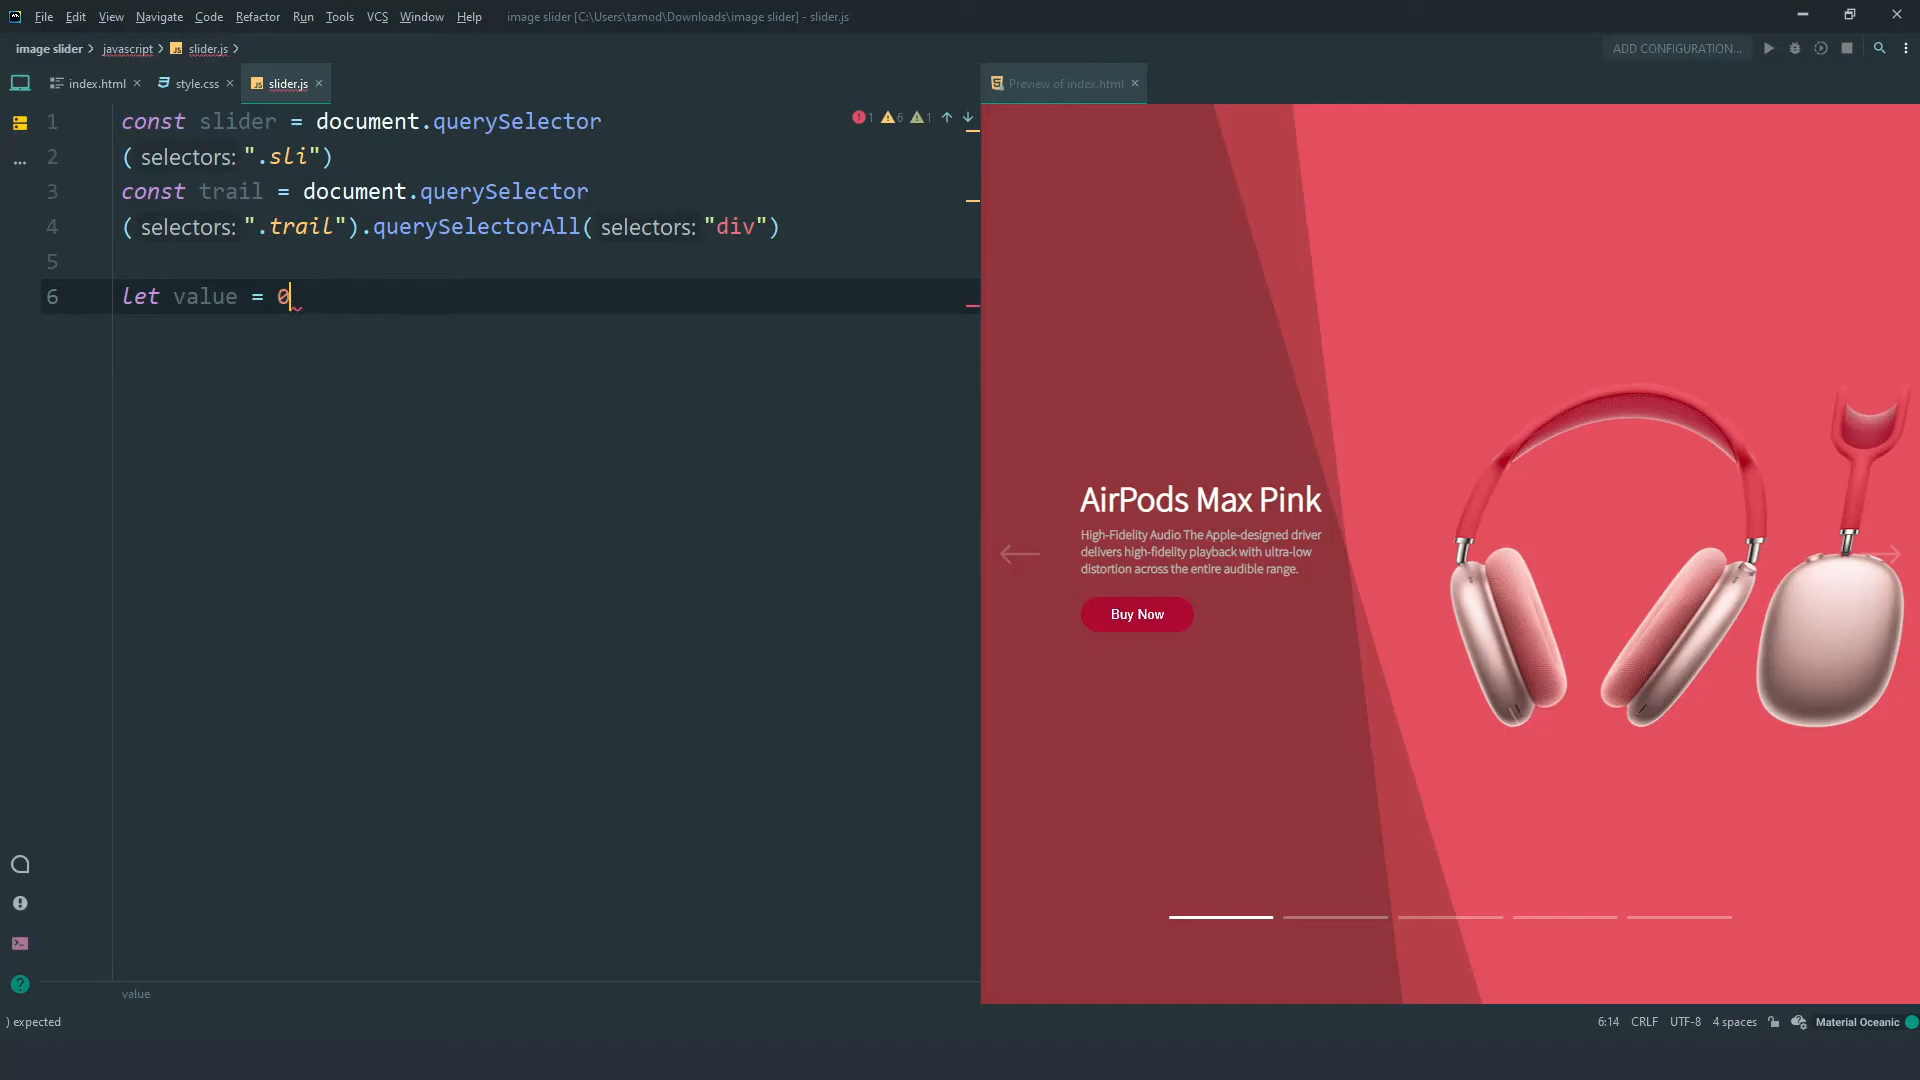 File Edit View Navigate Code Refactor Run Tools VCS Window Help image slider [C:\Users\tamod\Downloads\image slider] - slider.js
image slider javascript slider.js
ADD CONFIGURATION...
index.html style.css slider.js
Preview of index.html
1 6 1
1 const slider = document.querySelector
2 ( selectors: ".sli")
3 const trail = document.querySelector
4 ( selectors: ".trail").querySelectorAll( selectors: "div")
5
6 let value = 0
AirPods Max Pink
High-Fidelity Audio The Apple-designed driver
delivers high-fidelity playback with ultra-low
distortion across the entire audible range.
Buy Now
value
) expected
6:14 CRLF UTF-8 4 spaces Material Oceanic